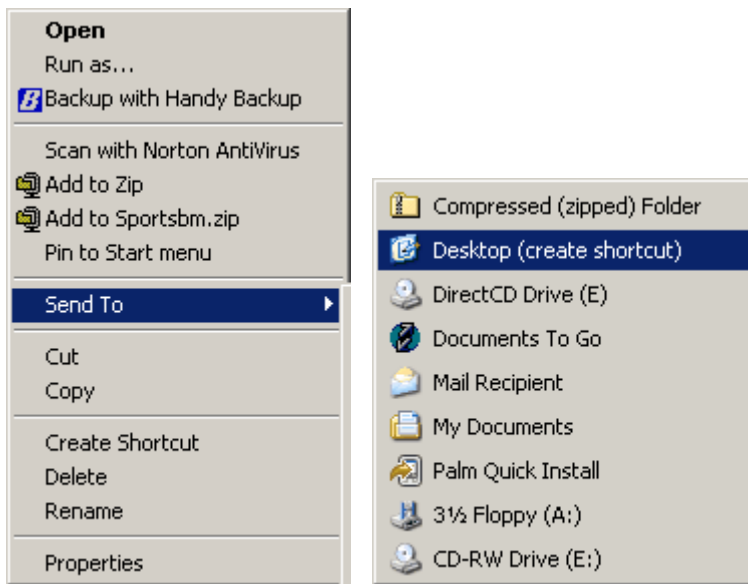 Open
Run as...
Backup with Handy Backup
Scan with Norton AntiVirus
Add to Zip
Add to Sportsbm.zip
Pin to Start menu
Send To
Cut
Copy
Create Shortcut
Delete
Rename
Properties
Compressed (zipped) Folder
Desktop (create shortcut)
DirectCD Drive (E)
Documents To Go
Mail Recipient
My Documents
Palm Quick Install
3½ Floppy (A:)
CD-RW Drive (E:)